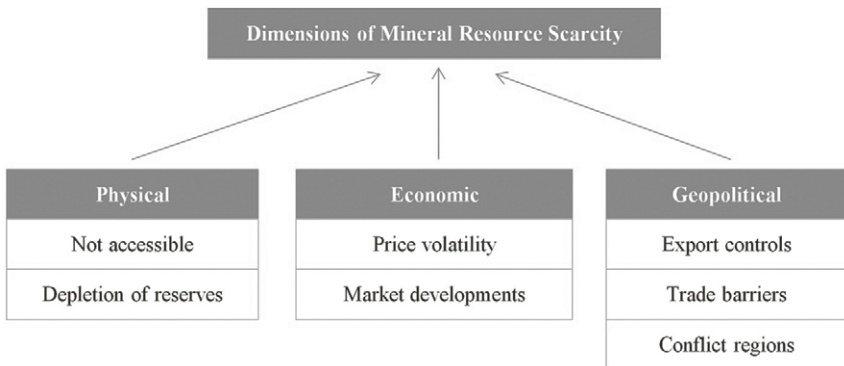 Dimensions of Mineral Resource Scarcity
Physical
Not accessible
Depletion of reserves
Economic
Price volatility
Market developments
Geopolitical
Export controls
Trade barriers
Conflict regions